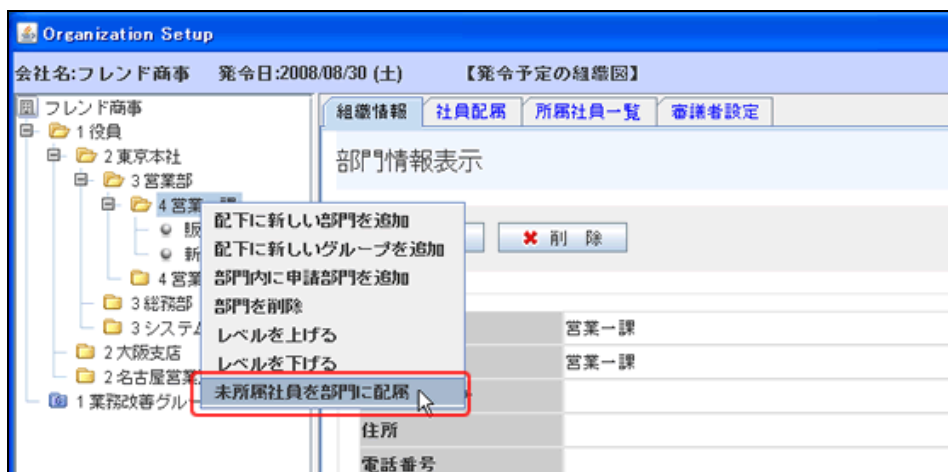 Organization Setup
会社名:フレンド商事 発令日:2008/08/30 (土) 【発令予定の組織図】
フレンド商事
1 役員
2 東京本社
3 営業部
4 営業一課
販
新
4 営業
3 総務部
3 システム
2 大阪支店
2 名古屋営業
1 業務改善グルー
組織情報 社員配属 所属社員一覧 審議者設定
部門情報表示
削 除
配下に新しい部門を追加
配下に新しいグループを追加
部門内に申請部門を追加
部門を削除
レベルを上げる
レベルを下げる
未所属社員を部門に配属
営業一課
営業一課
住所
電話番号